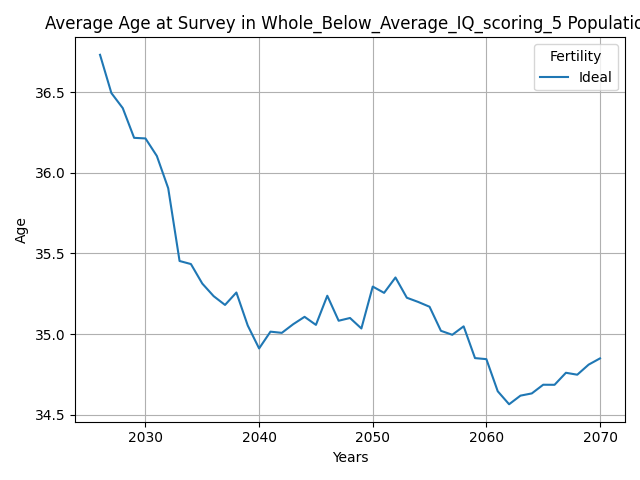 Average Age at Survey in Whole_Below_Average_IQ_scoring_5 Populatio
Fertility
Ideal
36.5
36.0
35.5
35.0
34.5
Age
2030 2040 2050 2060 2070
Years